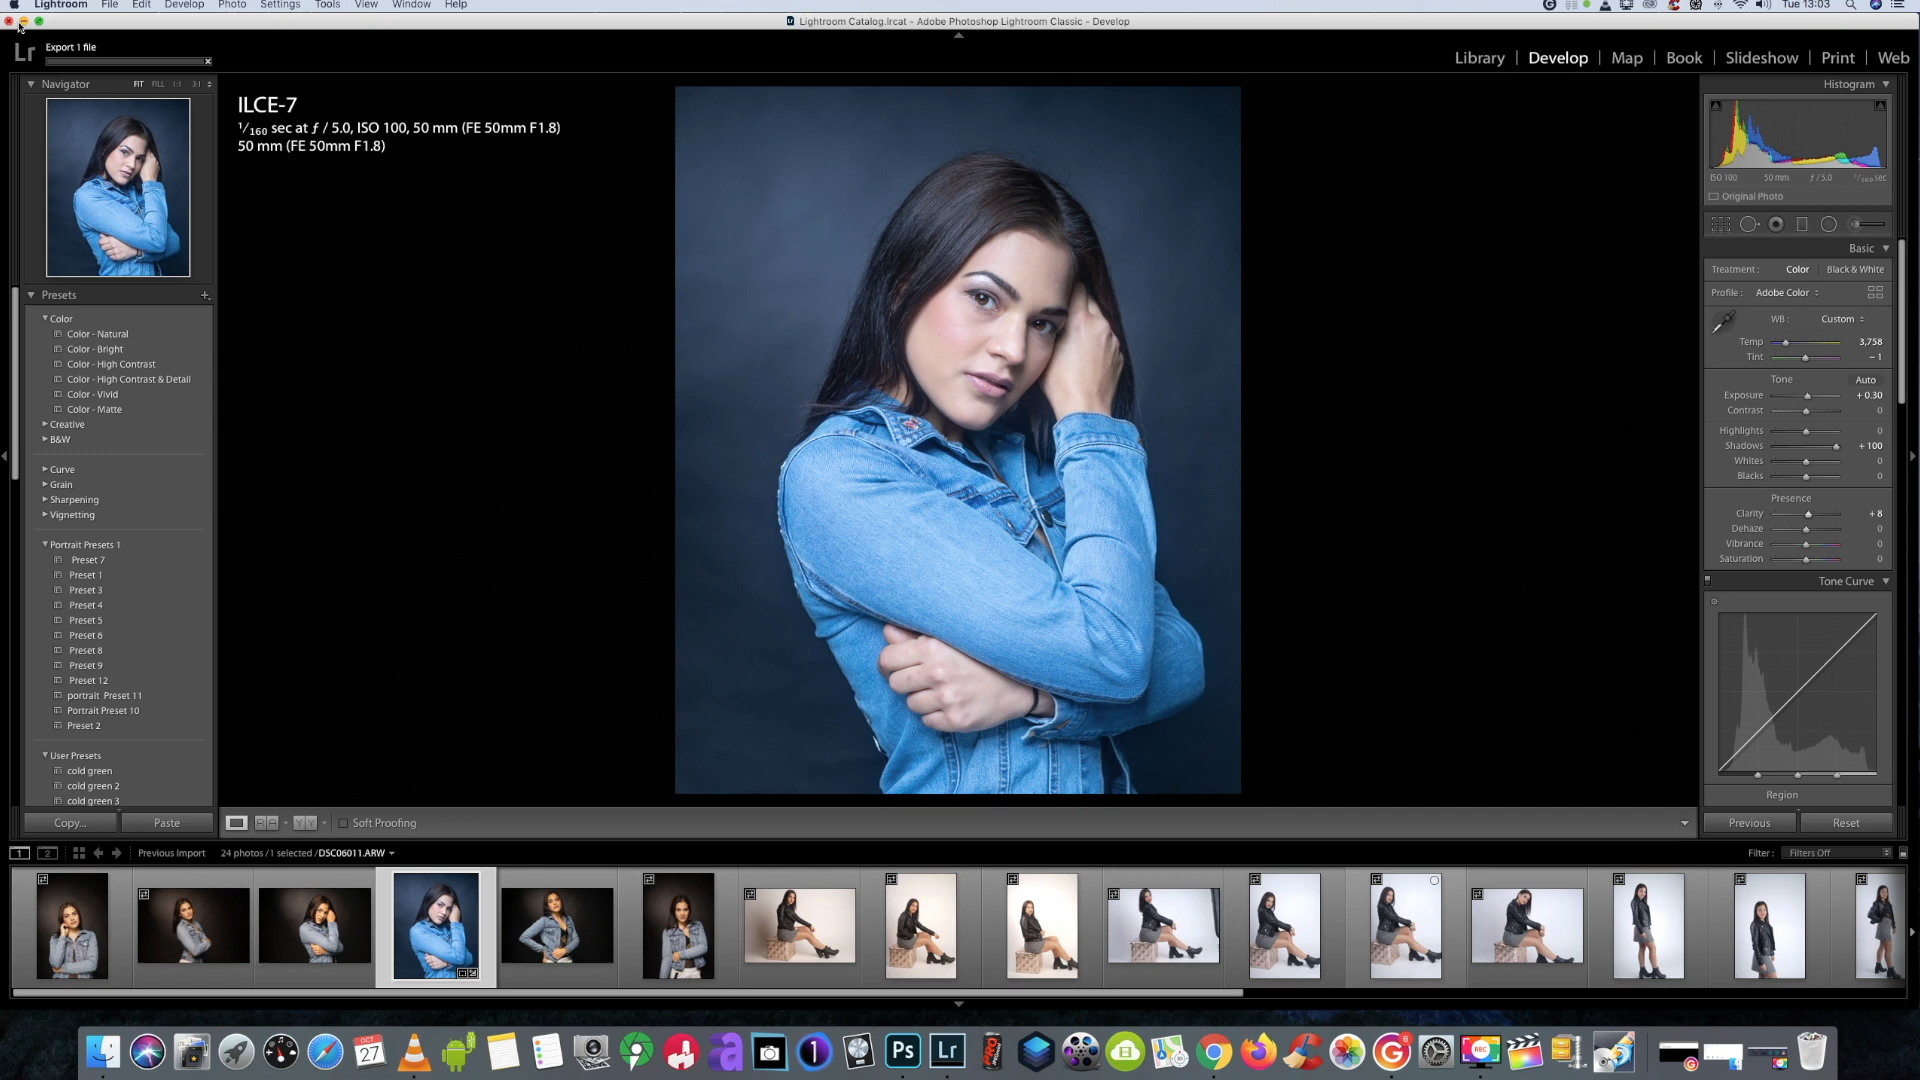 Lightroom File Edit Develop Photo Settings Tools View Window Help Tue 13:03
Lightroom Catalog.lrcat - Adobe Photoshop Lightroom Classic - Develop
Lr Export 1 file
Library | Develop | Map | Book | Slideshow | Print | Web
Navigator FIT FILL 1:1 3:1
ILCE-7
1/160 sec at ƒ / 5.0, ISO 100, 50 mm (FE 50mm F1.8)
50 mm (FE 50mm F1.8)
Presets
Color
Color - Natural
Color - Bright
Color - High Contrast
Color - High Contrast & Detail
Color - Vivid
Color - Matte
Creative
B&W
Curve
Grain
Sharpening
Vignetting
Portrait Presets 1
Preset 7
Preset 1
Preset 3
Preset 4
Preset 5
Preset 6
Preset 8
Preset 9
Preset 12
portrait Preset 11
Portrait Preset 10
Preset 2
User Presets
cold green
cold green 2
cold green 3
Copy... Paste
Histogram
ISO 100 50 mm ƒ / 5.0 1/160 sec
Original Photo
Basic
Treatment : Color Black & White
Profile : Adobe Color
WB : Custom
Temp 3,758
Tint − 1
Tone Auto
Exposure + 0.30
Contrast 0
Highlights 0
Shadows + 100
Whites 0
Blacks 0
Presence
Clarity + 8
Dehaze 0
Vibrance 0
Saturation 0
Tone Curve
Region
Previous Reset
Soft Proofing
1 2 Previous Import 24 photos / 1 selected / DSC06011.ARW Filter : Filters Off
OCT
27
1
Ps
Lr
PRO
REC